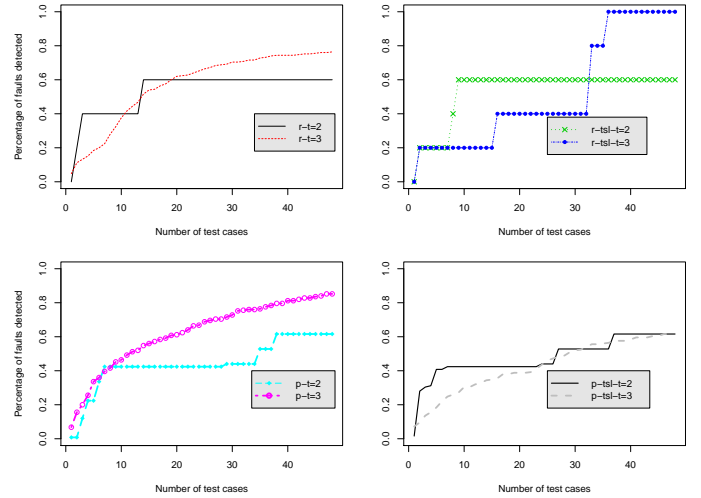 Percentage of faults detected
0.0 0.2 0.4 0.6 0.8 1.0
r−t=2
r−t=3
0 10 20 30 40
Number of test cases
0.0 0.2 0.4 0.6 0.8 1.0
r−tsl−t=2
r−tsl−t=3
0 10 20 30 40
Number of test cases
Percentage of faults detected
0.0 0.2 0.4 0.6 0.8 1.0
p−t=2
p−t=3
0 10 20 30 40
Number of test cases
0.0 0.2 0.4 0.6 0.8 1.0
p−tsl−t=2
p−tsl−t=3
0 10 20 30 40
Number of test cases